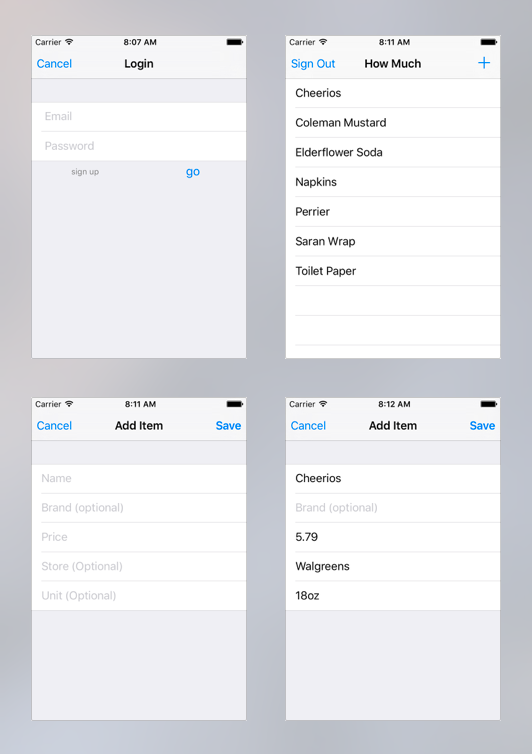 Carrier 8:07 AM
Cancel Login
Email
Password
sign up go
Carrier 8:11 AM
Sign Out How Much +
Cheerios
Coleman Mustard
Elderflower Soda
Napkins
Perrier
Saran Wrap
Toilet Paper
Carrier 8:11 AM
Cancel Add Item Save
Name
Brand (optional)
Price
Store (Optional)
Unit (Optional)
Carrier 8:12 AM
Cancel Add Item Save
Cheerios
Brand (optional)
5.79
Walgreens
18oz